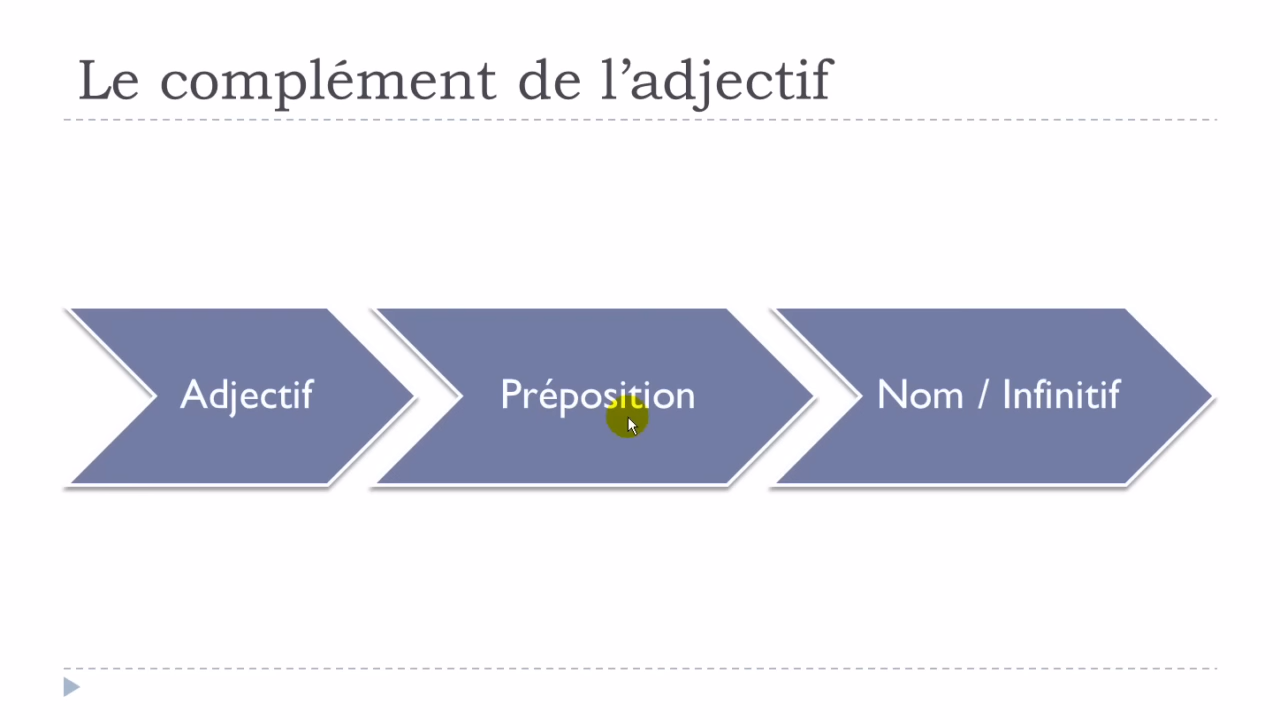 Le complément de l’adjectif
Adjectif
Préposition
Nom / Infinitif